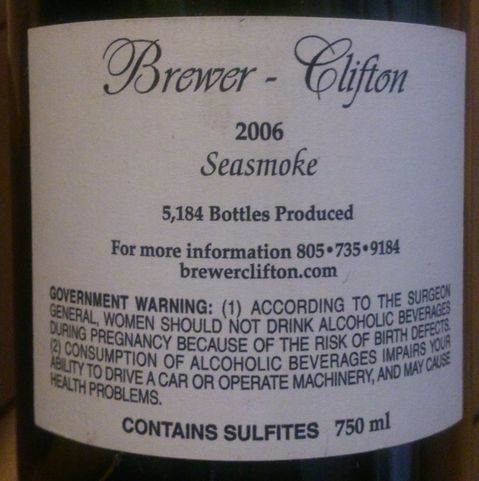 Brewer - Clifton
2006
Seasmoke
5,184 Bottles Produced
For more information 805•735•9184
brewerclifton.com
GOVERNMENT WARNING: (1) ACCORDING TO THE SURGEON
GENERAL, WOMEN SHOULD NOT DRINK ALCOHOLIC BEVERAGES
DURING PREGNANCY BECAUSE OF THE RISK OF BIRTH DEFECTS.
(2) CONSUMPTION OF ALCOHOLIC BEVERAGES IMPAIRS YOUR
ABILITY TO DRIVE A CAR OR OPERATE MACHINERY, AND MAY CAUSE
HEALTH PROBLEMS.
CONTAINS SULFITES 750 ml